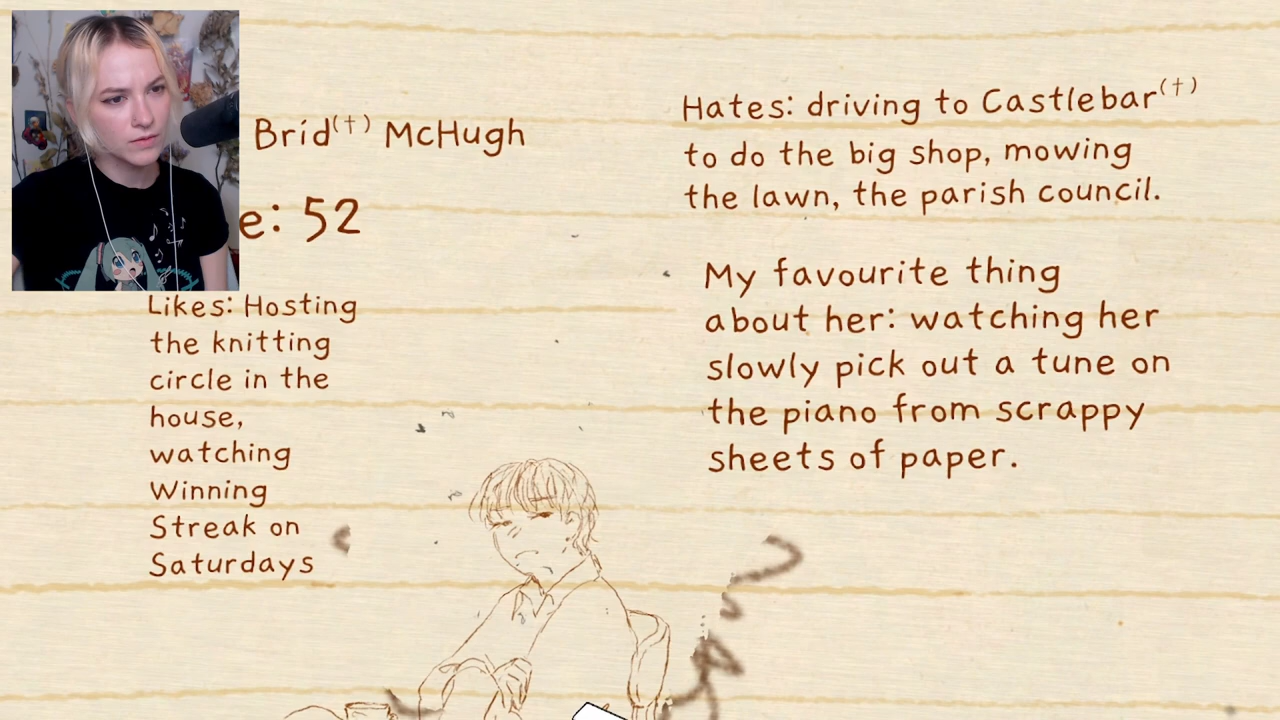 Bríd(†) McHugh
e: 52
Likes: Hosting
the knitting
circle in the
house,
watching
Winning
Streak on
Saturdays
Hates: driving to Castlebar(†)
to do the big shop, mowing
the lawn, the parish council.
My favourite thing
about her: watching her
slowly pick out a tune on
the piano from scrappy
sheets of paper.